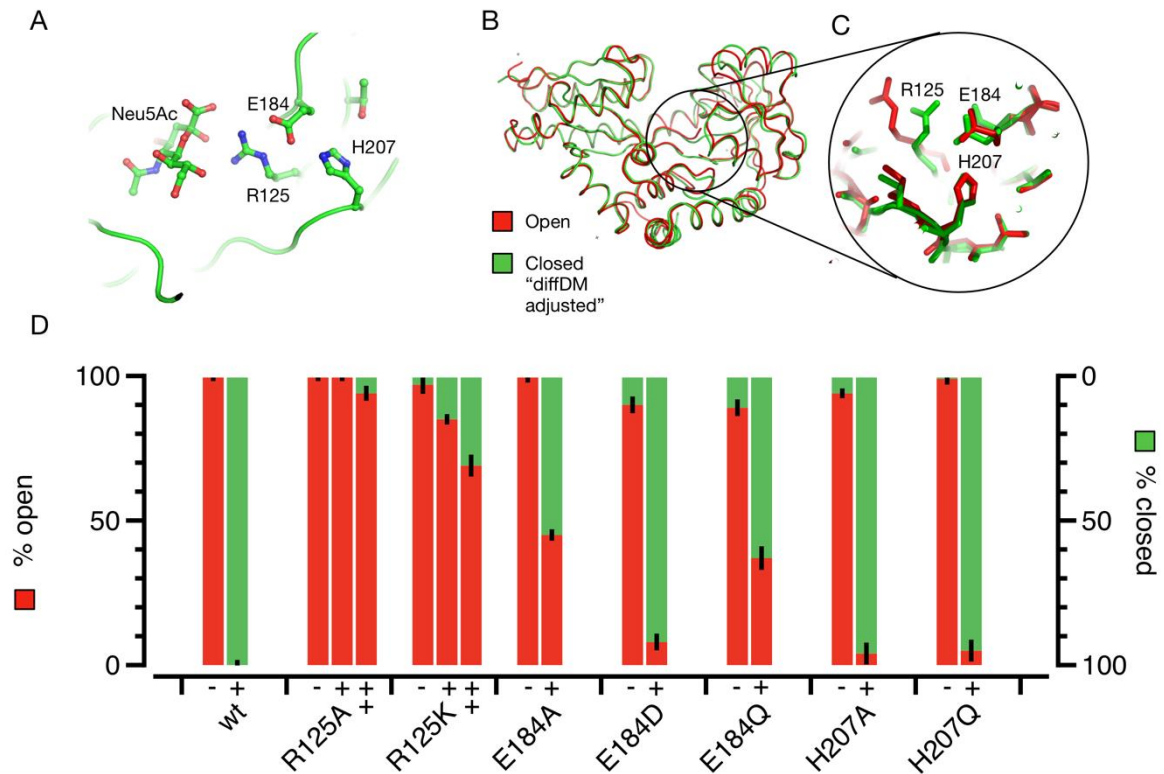 A
Neu5Ac
E184
H207
R125
B
Open
Closed
"diffDM
adjusted"
C
R125
E184
H207
D
100
50
0
% open
0
50
100
% closed
- +
wt
- + ++
R125A
- + ++
R125K
- +
E184A
- +
E184D
- +
E184Q
- +
H207A
- +
H207Q